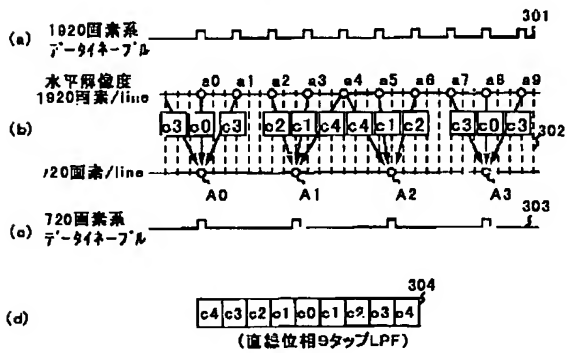 301
(a) 1920画素系
データイネーブル
水平解像度 a0 a1 a2 a3 a4 a5 a6 a7 a8 a9
1920画素/line
(b) c3 c0 c3 c2 c1 c4 c4 c1 c2 c3 c0 c3 302
720画素/line
A0 A1 A2 A3
303
(c) 720画素系
データイネーブル
304
(d) c4 c3 c2 c1 c0 c1 c2 c3 c4
(直線位相9タップLPF)